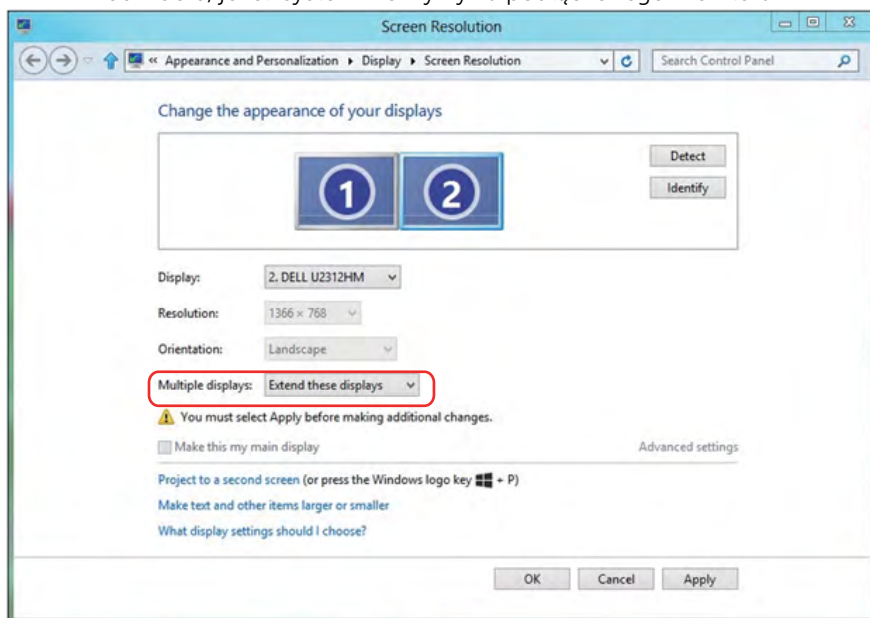 Screen Resolution
« Appearance and Personalization ▸ Display ▸ Screen Resolution Search Control Panel
Change the appearance of your displays
1 2
Detect
Identify
Display: 2. DELL U2312HM
Resolution: 1366 × 768
Orientation: Landscape
Multiple displays: Extend these displays
You must select Apply before making additional changes.
Make this my main display Advanced settings
Project to a second screen (or press the Windows logo key + P)
Make text and other items larger or smaller
What display settings should I choose?
OK Cancel Apply